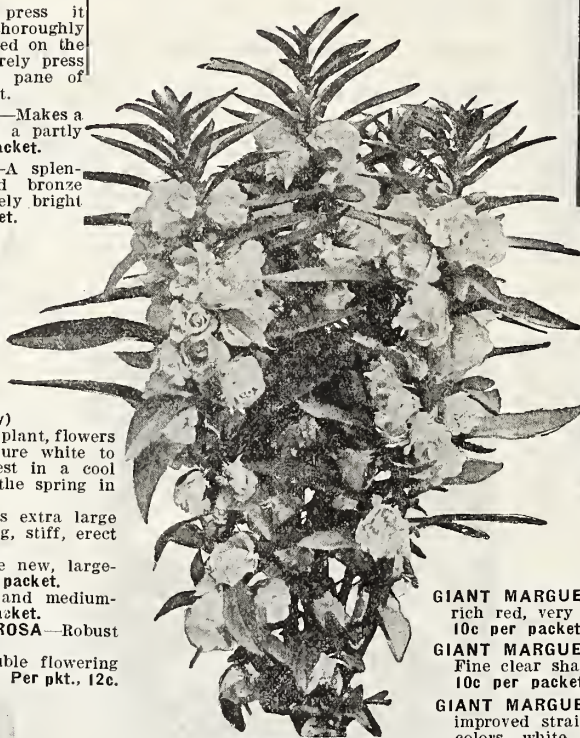 press it
horoughly
ed on the
rely press
pane of
t.
—Makes a
a partly
acket.
-A splen-
d bronze
ely bright
et.
y)
plant, flowers
ure white to
est in a cool
the spring in
s extra large
g, stiff, erect
e new, large-
packet.
and medium-
acket.
ROSA—Robust
uble flowering
Per pkt., 12c.
GIANT MARGUE
rich red, very
10c per packet
GIANT MARGUE
Fine clear sha
10c per packet
GIANT MARGUE
improved strai
colors, white